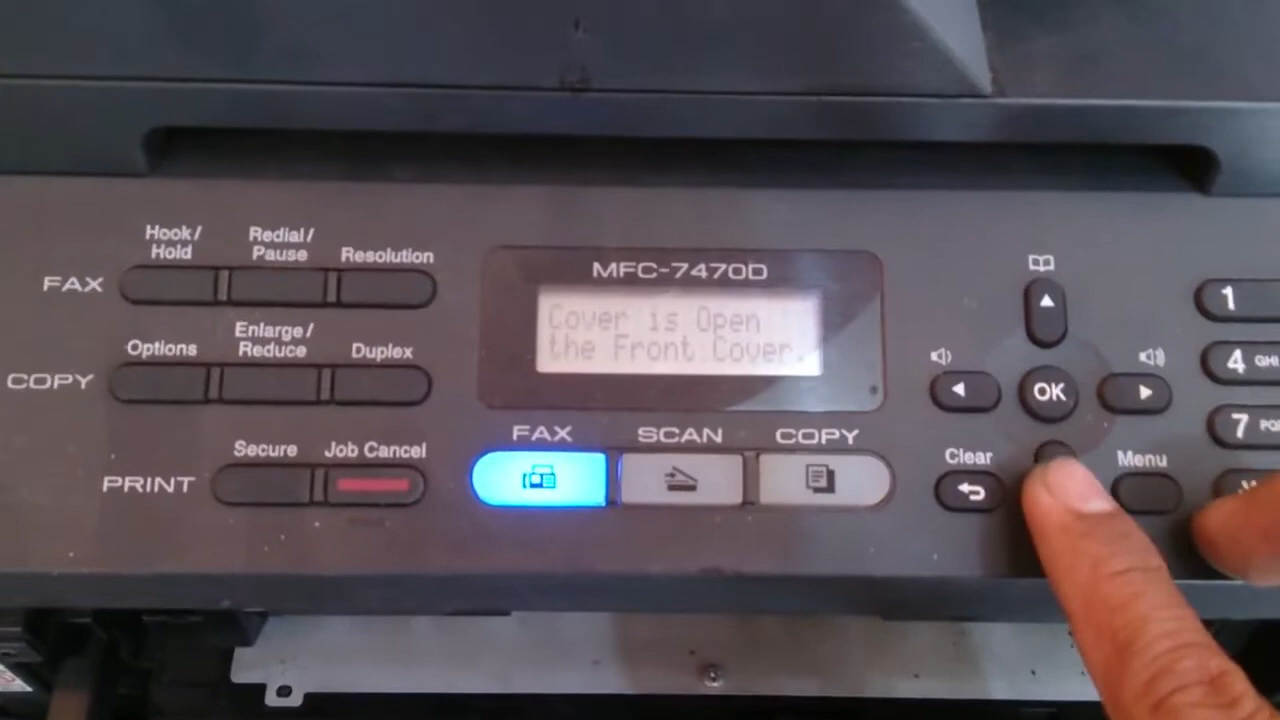 Hook/
Hold
Redial/
Pause
Resolution
FAX
Options
Enlarge/
Reduce
Duplex
COPY
Secure
Job Cancel
PRINT
MFC-7470D
Cover is Open
the Front Cover.
FAX
SCAN
COPY
OK
Clear
Menu
1
4 GHI
7